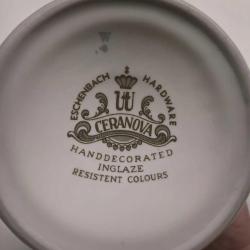 ESCHENBACH HARDWARE
CERANOVA
HANDDECORATED
INGLAZE
RESISTENT COLOURS